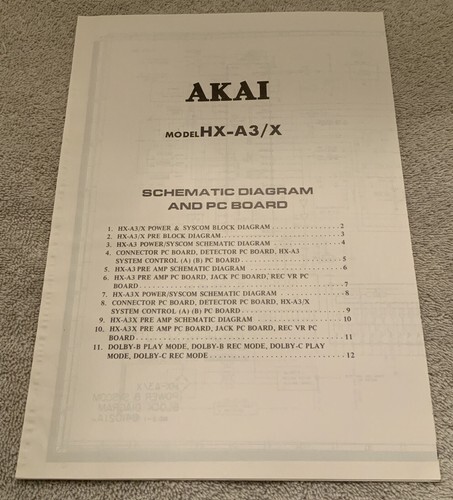 AKAI
MODEL HX-A3/X
SCHEMATIC DIAGRAM
AND PC BOARD
1. HX-A3/X POWER & SYSCOM BLOCK DIAGRAM . . . . . . . . . . . . . . . . . . 2
2. HX-A3/X PRE BLOCK DIAGRAM . . . . . . . . . . . . . . . . . . . . . . . . . . . . . . 3
3. HX-A3 POWER/SYSCOM SCHEMATIC DIAGRAM . . . . . . . . . . . . . . . . 4
4. CONNECTOR PC BOARD, DETECTOR PC BOARD, HX-A3
SYSTEM CONTROL (A) (B) PC BOARD . . . . . . . . . . . . . . . . . . . . . . . . . . 5
5. HX-A3 PRE AMP SCHEMATIC DIAGRAM . . . . . . . . . . . . . . . . . . . . . . . 6
6. HX-A3 PRE AMP PC BOARD, JACK PC BOARD, REC VR PC
BOARD . . . . . . . . . . . . . . . . . . . . . . . . . . . . . . . . . . . . . . . . . . . . . . . . . . 7
7. HX-A3X POWER/SYSCOM SCHEMATIC DIAGRAM . . . . . . . . . . . . . . . 8
8. CONNECTOR PC BOARD, DETECTOR PC BOARD, HX-A3/X
SYSTEM CONTROL (A) (B) PC BOARD . . . . . . . . . . . . . . . . . . . . . . . . . . 9
9. HX-A3X PRE AMP SCHEMATIC DIAGRAM . . . . . . . . . . . . . . . . . . . . . 10
10. HX-A3X PRE AMP PC BOARD, JACK PC BOARD, REC VR PC
BOARD . . . . . . . . . . . . . . . . . . . . . . . . . . . . . . . . . . . . . . . . . . . . . . . . . 11
11. DOLBY-B PLAY MODE, DOLBY-B REC MODE, DOLBY-C PLAY
MODE, DOLBY-C REC MODE . . . . . . . . . . . . . . . . . . . . . . . . . . . . . . . . 12
HX-A3/X
POWER & SYSCOM
BLOCK DIAGRAM